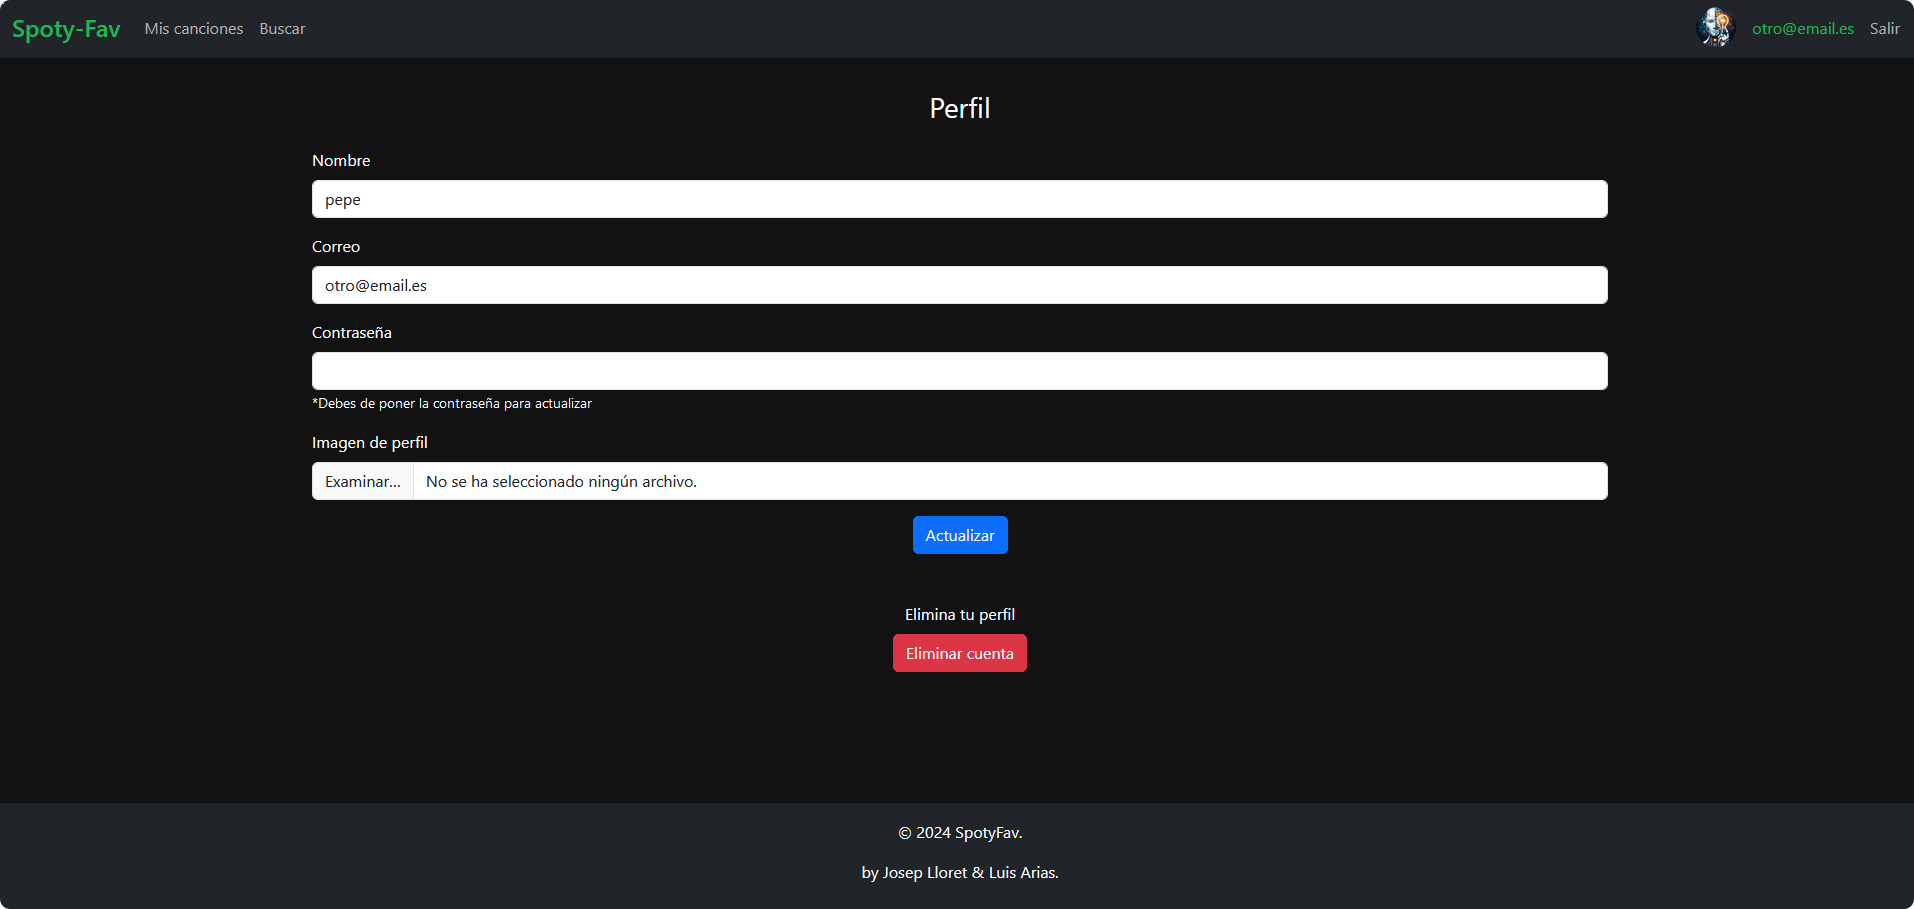 Spoty-Fav Mis canciones Buscar otro@email.es Salir
Perfil
Nombre
pepe
Correo
otro@email.es
Contraseña
*Debes de poner la contraseña para actualizar
Imagen de perfil
Examinar... No se ha seleccionado ningún archivo.
Actualizar
Elimina tu perfil
Eliminar cuenta
© 2024 SpotyFav.
by Josep Lloret & Luis Arias.